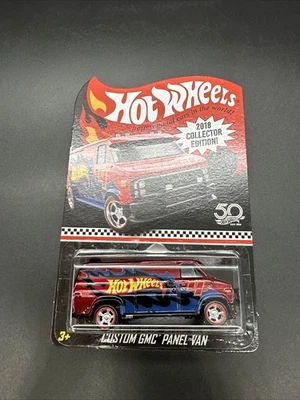 HOT WHEELS
2018
COLLECTOR
EDITION!
50
HOT WHEELS
3+
CUSTOM GMC® PANEL VAN